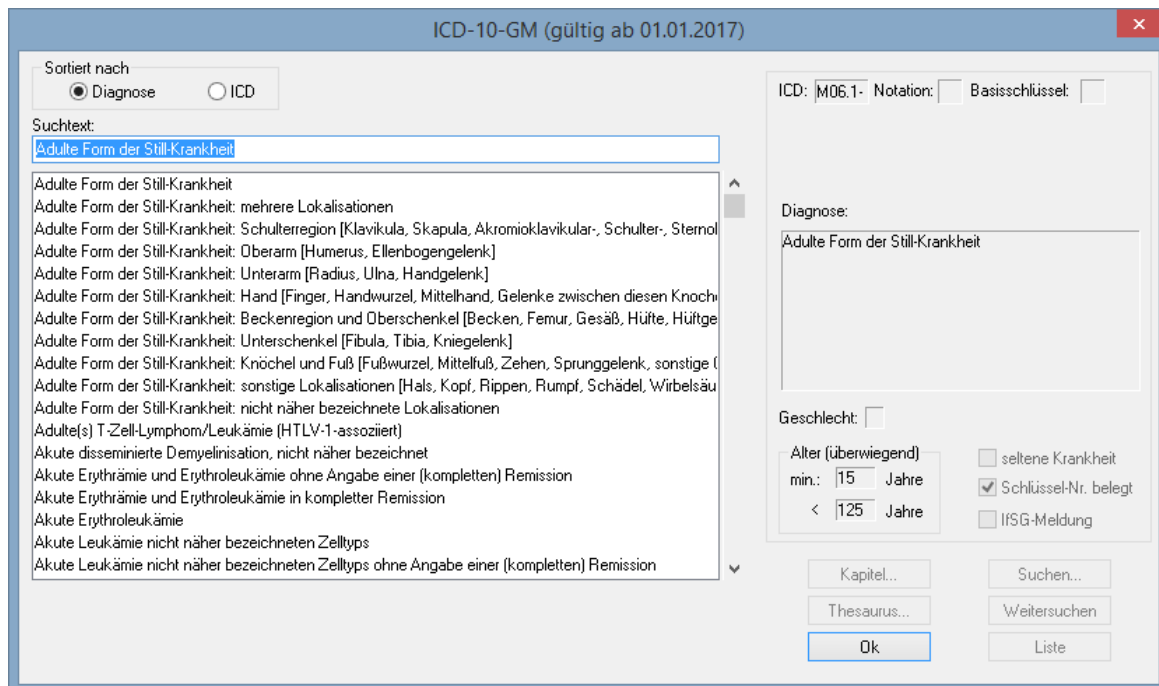 ICD-10-GM (gültig ab 01.01.2017)
Sortiert nach
Diagnose
ICD
Suchtext:
Adulte Form der Still-Krankheit
Adulte Form der Still-Krankheit
Adulte Form der Still-Krankheit: mehrere Lokalisationen
Adulte Form der Still-Krankheit: Schulterregion [Klavikula, Skapula, Akromioklavikular-, Schulter-, Sternol
Adulte Form der Still-Krankheit: Oberarm [Humerus, Ellenbogengelenk]
Adulte Form der Still-Krankheit: Unterarm [Radius, Ulna, Handgelenk]
Adulte Form der Still-Krankheit: Hand [Finger, Handwurzel, Mittelhand, Gelenke zwischen diesen Knoch
Adulte Form der Still-Krankheit: Beckenregion und Oberschenkel [Becken, Femur, Gesäß, Hüfte, Hüftge
Adulte Form der Still-Krankheit: Unterschenkel [Fibula, Tibia, Kniegelenk]
Adulte Form der Still-Krankheit: Knöchel und Fuß [Fußwurzel, Mittelfuß, Zehen, Sprunggelenk, sonstige
Adulte Form der Still-Krankheit: sonstige Lokalisationen [Hals, Kopf, Rippen, Rumpf, Schädel, Wirbelsäu
Adulte Form der Still-Krankheit: nicht näher bezeichnete Lokalisationen
Adulte(s) T-Zell-Lymphom/Leukämie (HTLV-1-assoziiert)
Akute disseminierte Demyelinisation, nicht näher bezeichnet
Akute Erythrämie und Erythroleukämie ohne Angabe einer (kompletten) Remission
Akute Erythrämie und Erythroleukämie in kompletter Remission
Akute Erythroleukämie
Akute Leukämie nicht näher bezeichneten Zelltyps
Akute Leukämie nicht näher bezeichneten Zelltyps ohne Angabe einer (kompletten) Remission
ICD: M06.1- Notation: Basisschlüssel:
Diagnose:
Adulte Form der Still-Krankheit
Geschlecht:
Alter (überwiegend)
min.: 15 Jahre
< 125 Jahre
seltene Krankheit
Schlüssel-Nr. belegt
IfSG-Meldung
Kapitel...
Suchen...
Thesaurus...
Weitersuchen
Ok
Liste